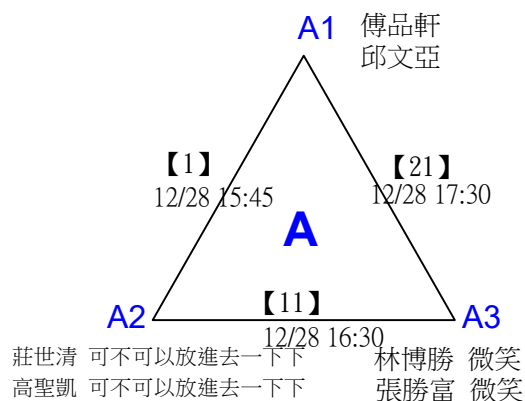 A1 傅品軒
邱文亞
【1】
12/28 15:45
【21】
12/28 17:30
A
A2
【11】
12/28 16:30
A3
莊世清 可不可以放進去一下下
高聖凱 可不可以放進去一下下
林博勝 微笑
張勝富 微笑